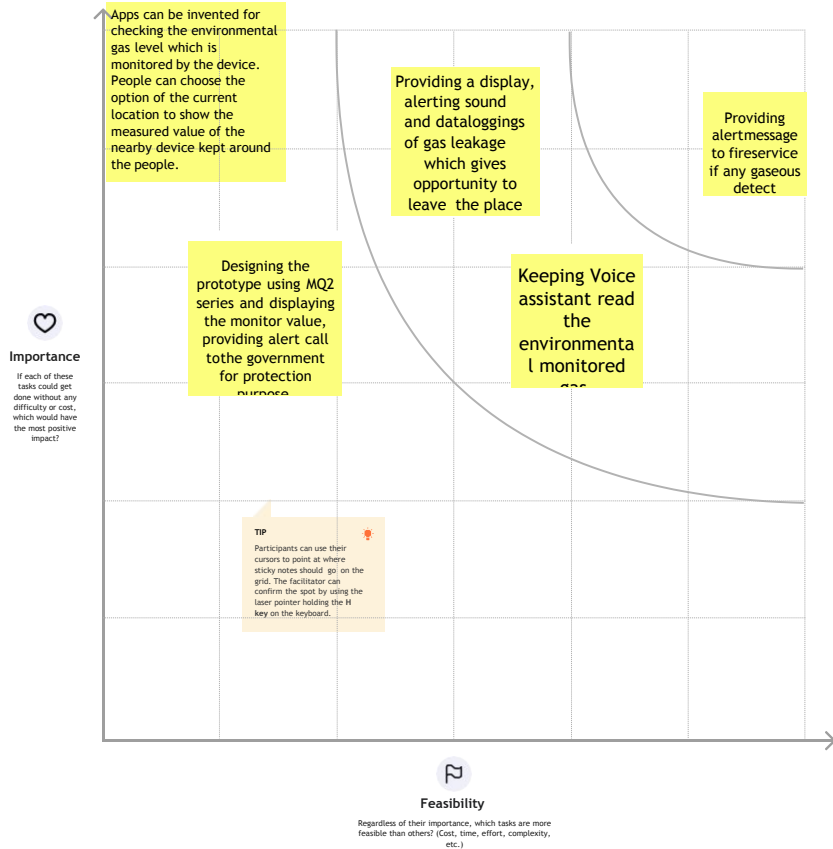 Apps can be invented for
checking the environmental
gas level which is
monitored by the device.
People can choose the
option of the current
location to show the
measured value of the
nearby device kept around
the people.
Providing a display,
alerting sound
and dataloggings
of gas leakage
which gives
opportunity to
leave the place
Providing
alertmessage
to fireservice
if any gaseous
detect
Designing the
prototype using MQ2
series and displaying
the monitor value,
providing alert call
tothe government
for protection
purpose
Keeping Voice
assistant read
the
environmenta
l monitored
gas
Importance
If each of these
tasks could get
done without any
difficulty or cost,
which would have
the most positive
impact?
TIP
Participants can use their
cursors to point at where
sticky notes should go on the
grid. The facilitator can
confirm the spot by using the
laser pointer holding the H
key on the keyboard.
Feasibility
Regardless of their importance, which tasks are more
feasible than others? (Cost, time, effort, complexity,
etc.)